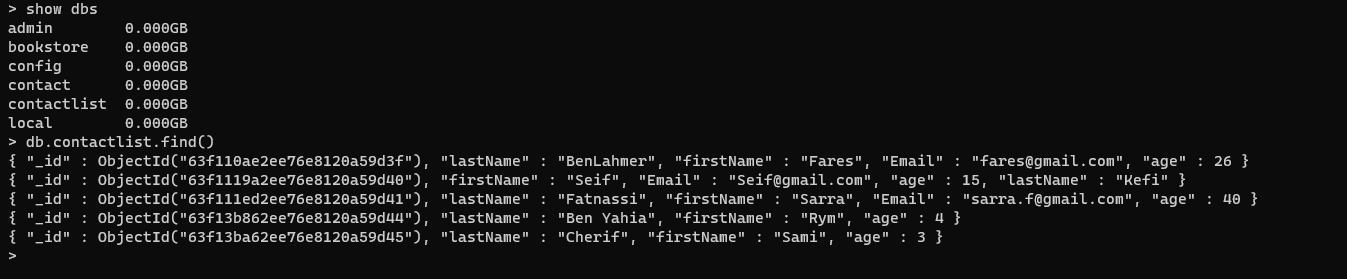 > show dbs
admin       0.000GB
bookstore   0.000GB
config      0.000GB
contact     0.000GB
contactlist  0.000GB
local       0.000GB
> db.contactlist.find()
{ "_id" : ObjectId("63f110ae2ee76e8120a59d3f"), "lastName" : "BenLahmer", "firstName" : "Fares", "Email" : "fares@gmail.com", "age" : 26 }
{ "_id" : ObjectId("63f1119a2ee76e8120a59d40"), "firstName" : "Seif", "Email" : "Seif@gmail.com", "age" : 15, "lastName" : "Kefi" }
{ "_id" : ObjectId("63f111ed2ee76e8120a59d41"), "lastName" : "Fatnassi", "firstName" : "Sarra", "Email" : "sarra.f@gmail.com", "age" : 40 }
{ "_id" : ObjectId("63f13b862ee76e8120a59d44"), "lastName" : "Ben Yahia", "firstName" : "Rym", "age" : 4 }
{ "_id" : ObjectId("63f13ba62ee76e8120a59d45"), "lastName" : "Cherif", "firstName" : "Sami", "age" : 3 }
>